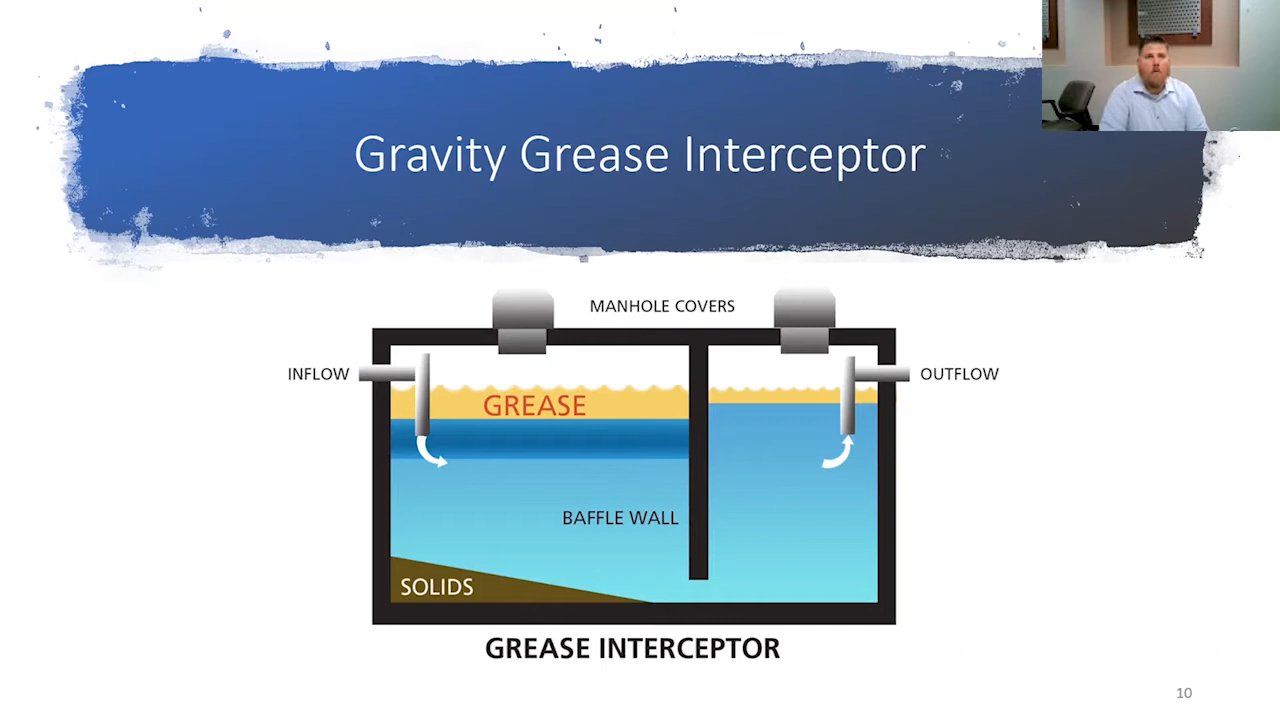 Gravity Grease Interceptor
MANHOLE COVERS
INFLOW
OUTFLOW
GREASE
BAFFLE WALL
SOLIDS
GREASE INTERCEPTOR
10